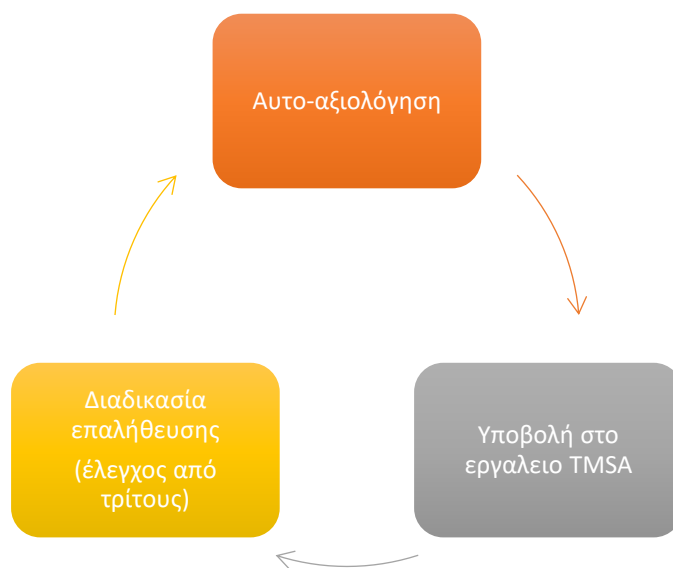 Αυτο-αξιολόγηση
Υποβολή στο
εργαλειο TMSA
Διαδικασία
επαλήθευσης
(έλεγχος από
τρίτους)